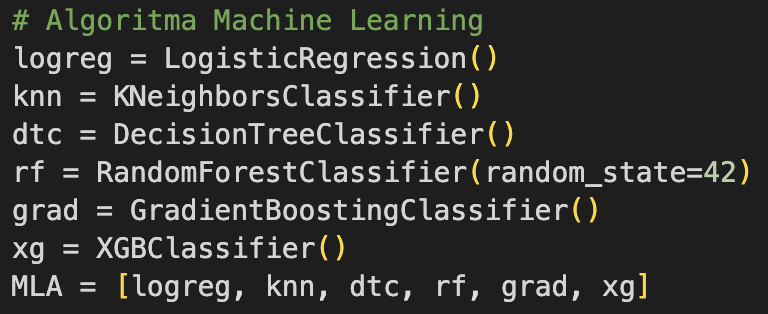 # Algoritma Machine Learning
logreg = LogisticRegression()
knn = KNeighborsClassifier()
dtc = DecisionTreeClassifier()
rf = RandomForestClassifier(random_state=42)
grad = GradientBoostingClassifier()
xg = XGBClassifier()
MLA = [logreg, knn, dtc, rf, grad, xg]